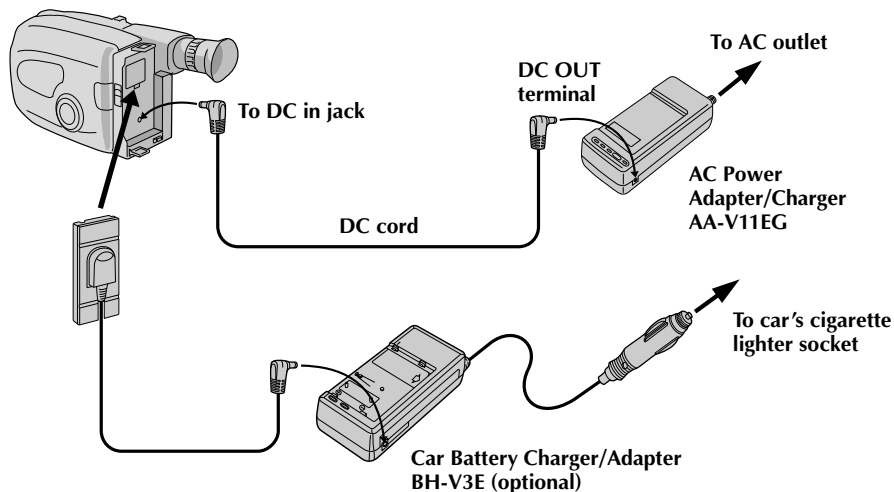 To AC outlet
DC OUT
terminal
To DC in jack
AC Power
Adapter/Charger
AA-V11EG
DC cord
To car's cigarette
lighter socket
Car Battery Charger/Adapter
BH-V3E (optional)